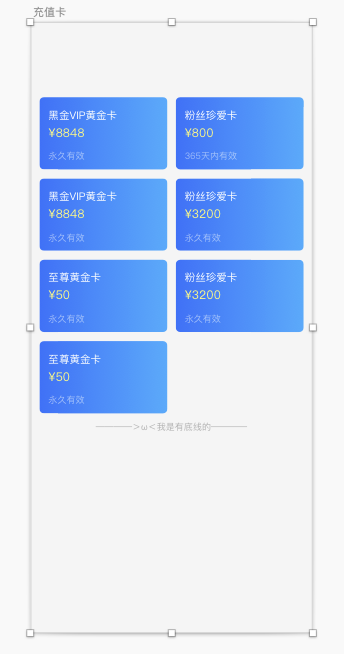 充值卡
黑金VIP黄金卡
¥8848
永久有效
粉丝珍爱卡
¥800
365天内有效
黑金VIP黄金卡
¥8848
永久有效
粉丝珍爱卡
¥3200
永久有效
至尊黄金卡
¥50
永久有效
粉丝珍爱卡
¥3200
永久有效
至尊黄金卡
¥50
永久有效
————>ω<我是有底线的————